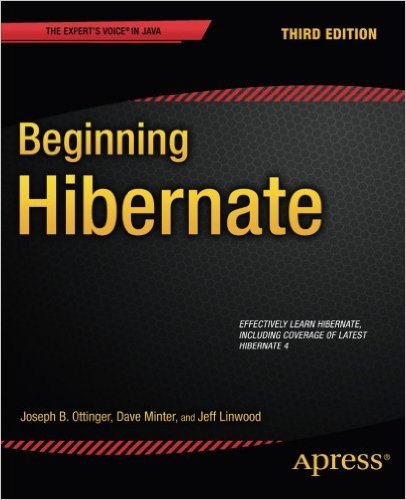 THE EXPERT'S VOICE® IN JAVA
THIRD EDITION
Beginning
Hibernate
EFFECTIVELY LEARN HIBERNATE,
INCLUDING COVERAGE OF LATEST
HIBERNATE 4
Joseph B. Ottinger, Dave Minter, and Jeff Linwood
Apress®